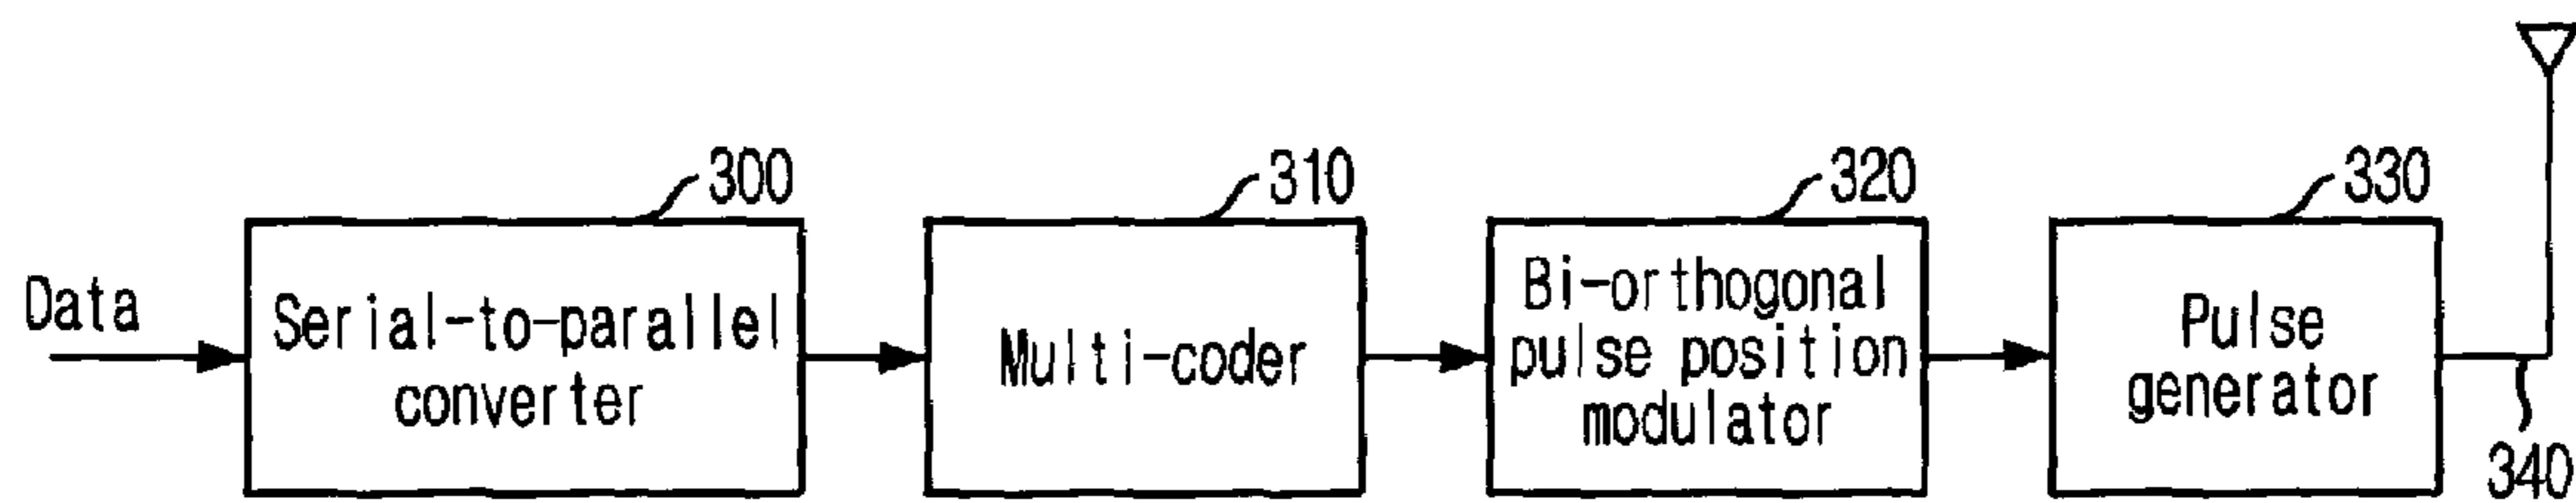 300
310
320
330
Data
Serial-to-parallel
converter
Multi-coder
Bi-orthogonal
pulse position
modulator
Pulse
generator
340